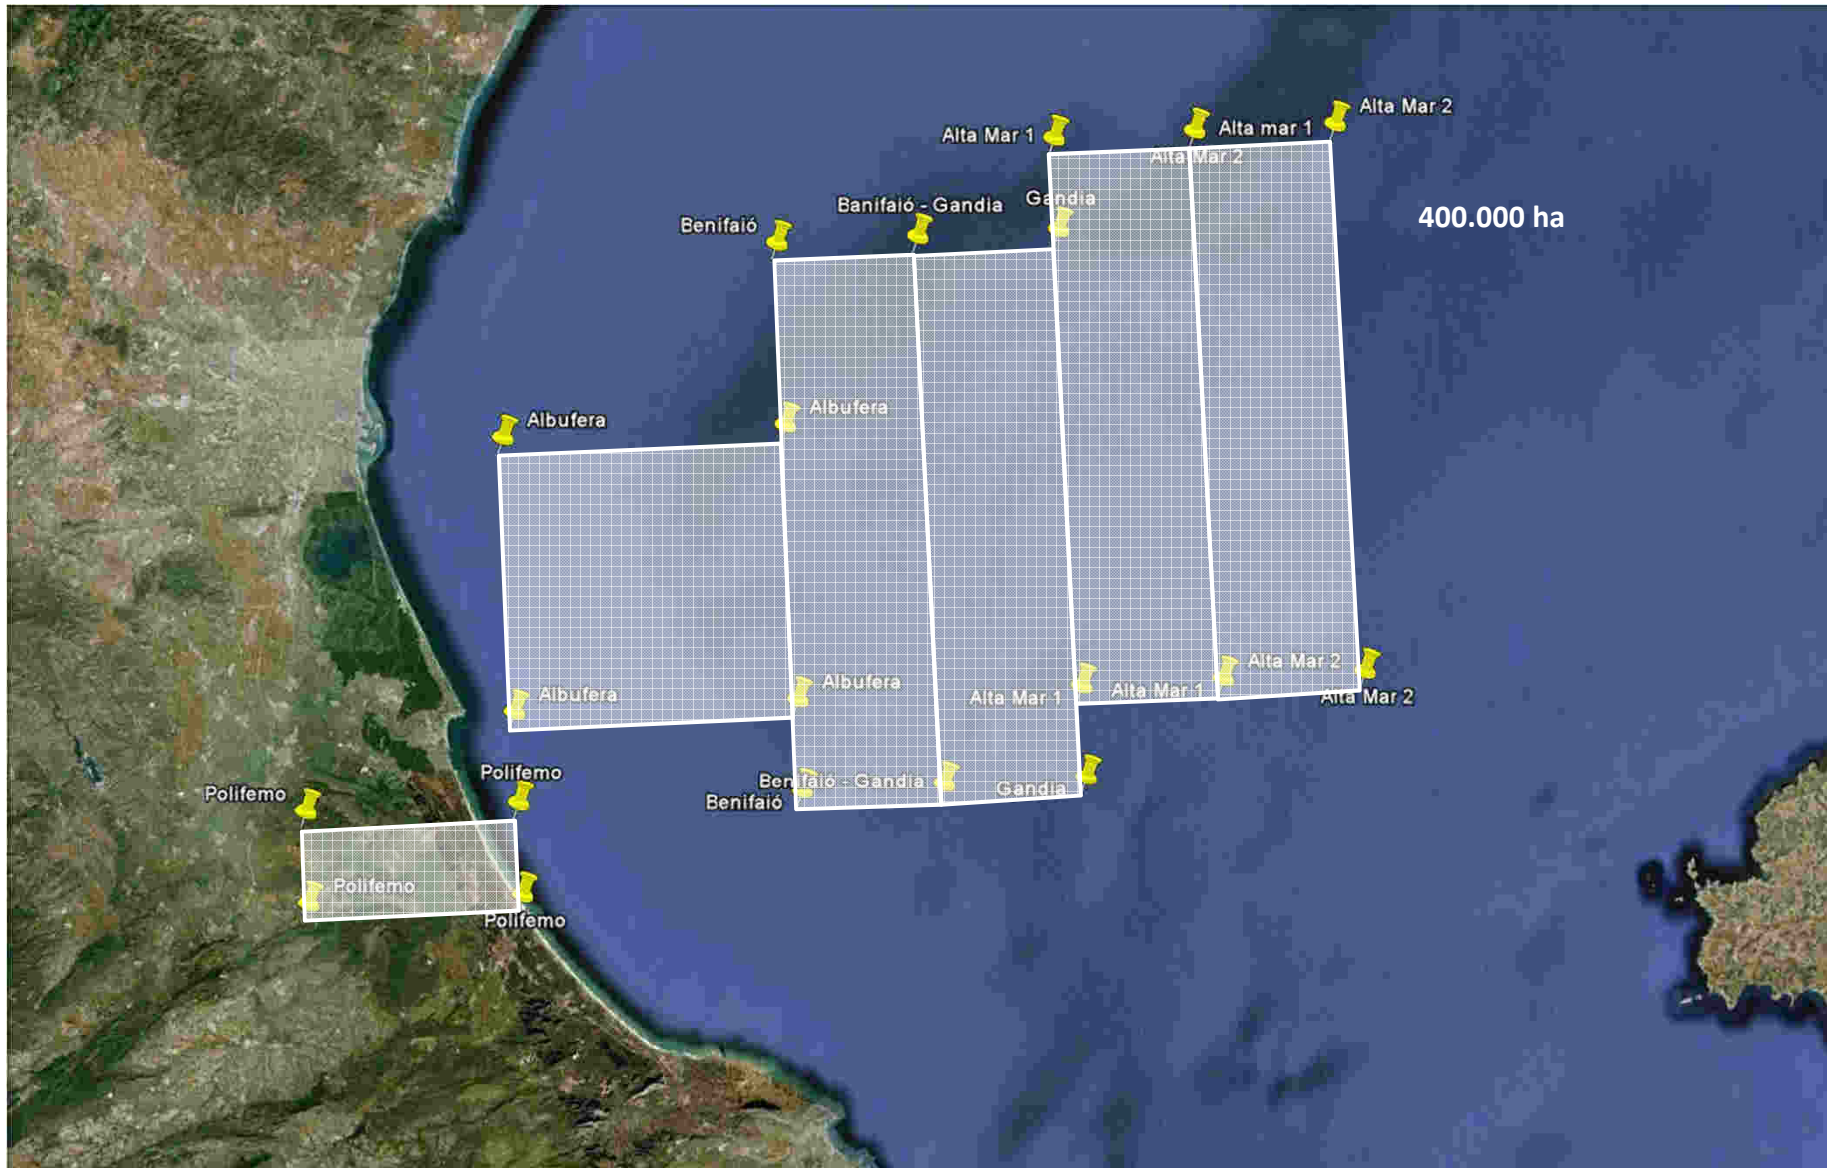 Alta Mar 2
Alta Mar 1
Alta mar 1
Alta Mar 2
Gandia
Banifaió - Gandia
Benifaió
400.000 ha
Albufera
Albufera
Alta Mar 2
Albufera
Alta Mar 1
Albufera
Alta Mar 1
Alta Mar 2
Polifemo
Benifaió - Gandia
Gandia
Polifemo
Benifaió
Polifemo
Polifemo